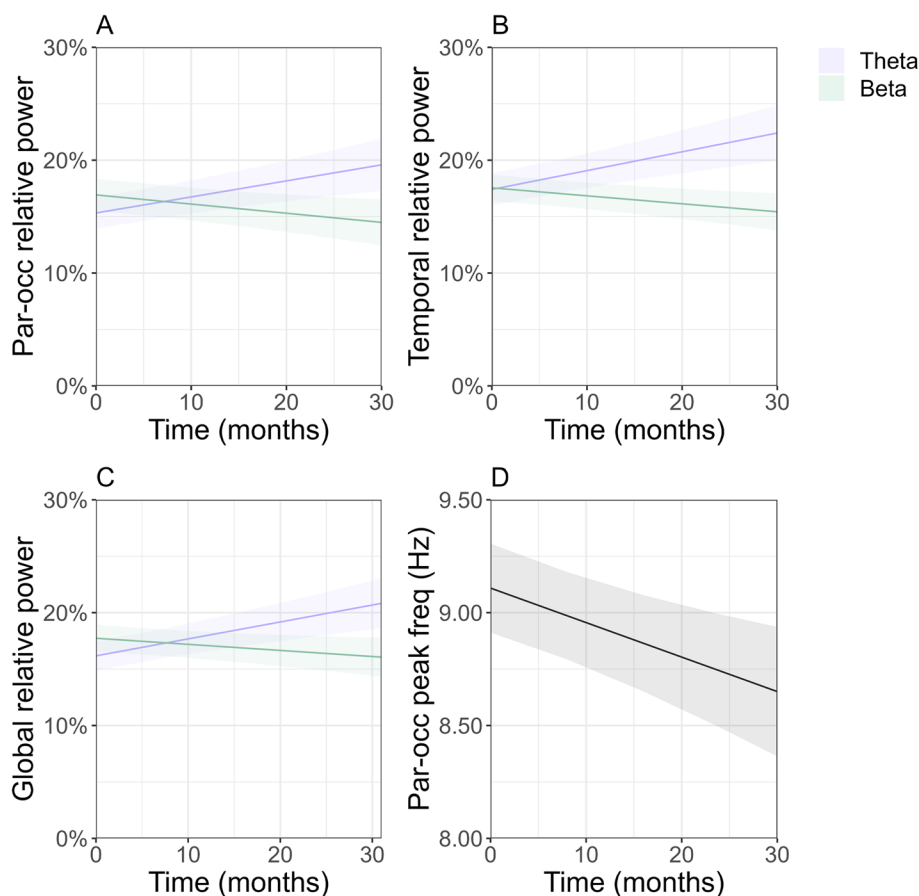 A
30%
20%
10%
0%
Par-occ relative power
0
10
20
30
Time (months)
B
30%
20%
10%
0%
Temporal relative power
0
10
20
30
Time (months)
Theta
Beta
C
30%
20%
10%
0%
Global relative power
0
10
20
30
Time (months)
D
9.50
9.00
8.50
8.00
Par-occ peak freq (Hz)
0
10
20
30
Time (months)